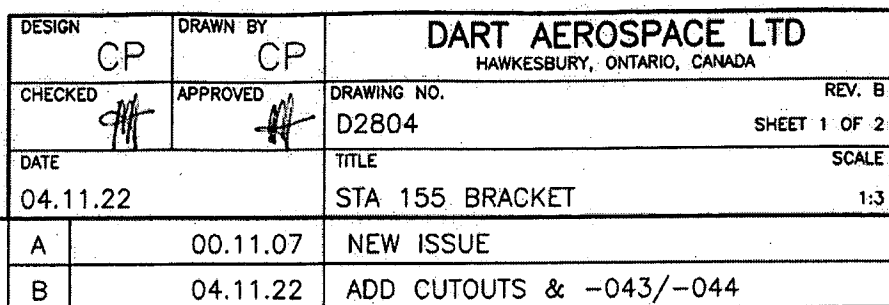 DESIGN
CP
DRAWN BY
CP
DART AEROSPACE LTD
HAWKESBURY, ONTARIO, CANADA
CHECKED
APPROVED
DRAWING NO.
D2804
REV. B
SHEET 1 OF 2
DATE
04.11.22
TITLE
STA 155 BRACKET
SCALE
1:3
A 00.11.07 NEW ISSUE
B 04.11.22 ADD CUTOUTS & -043/-044